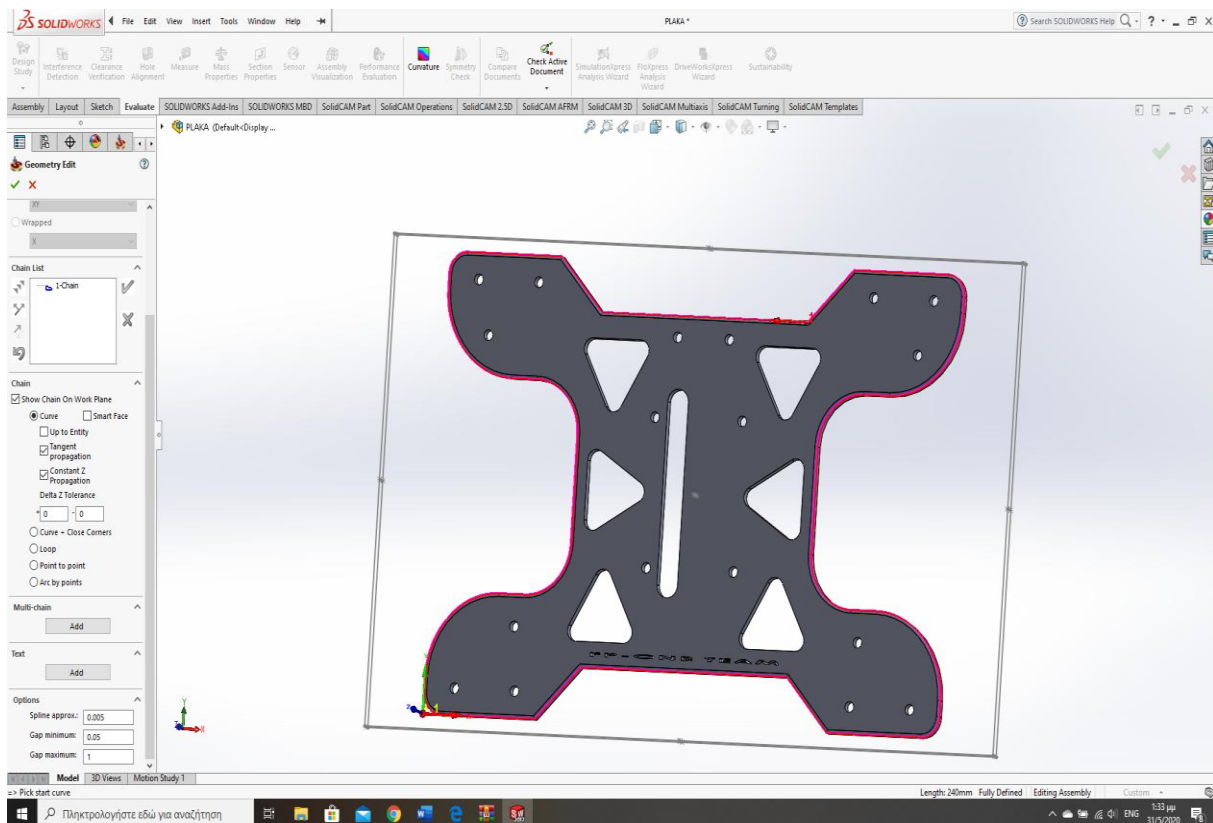 SOLIDWORKS File Edit View Insert Tools Window Help PLAKA * Search SOLIDWORKS Help
Design Study
Interference Detection
Clearance Verification
Hole Alignment
Measure
Mass Properties
Section Properties
Sensor
Assembly Visualization
Performance Evaluation
Curvature
Symmetry Check
Compare Documents
Check Active Document
SimulationXpress Analysis Wizard
FloXpress Analysis Wizard
DriveWorksXpress Wizard
Sustainability
Assembly Layout Sketch Evaluate SOLIDWORKS Add-Ins SOLIDWORKS MBD SolidCAM Part SolidCAM Operations SolidCAM 2.5D SolidCAM AFRM SolidCAM 3D SolidCAM Multiaxis SolidCAM Turning SolidCAM Templates
PLAKA (Default<Display ...
Geometry Edit
XY
Wrapped
X
Chain List
1-Chain
Chain
Show Chain On Work Plane
Curve Smart Face
Up to Entity
Tangent propagation
Constant Z Propagation
Delta Z Tolerance
+ 0 - 0
Curve + Close Corners
Loop
Point to point
Arc by points
Multi-chain
Add
Text
Add
Options
Spline approx.: 0.005
Gap minimum: 0.05
Gap maximum: 1
TEAM
Y
X
Model 3D Views Motion Study 1
=> Pick start curve Length: 240mm Fully Defined Editing Assembly Custom
Πληκτρολογήστε εδώ για αναζήτηση
ENG
1:33 μμ
31/5/2020